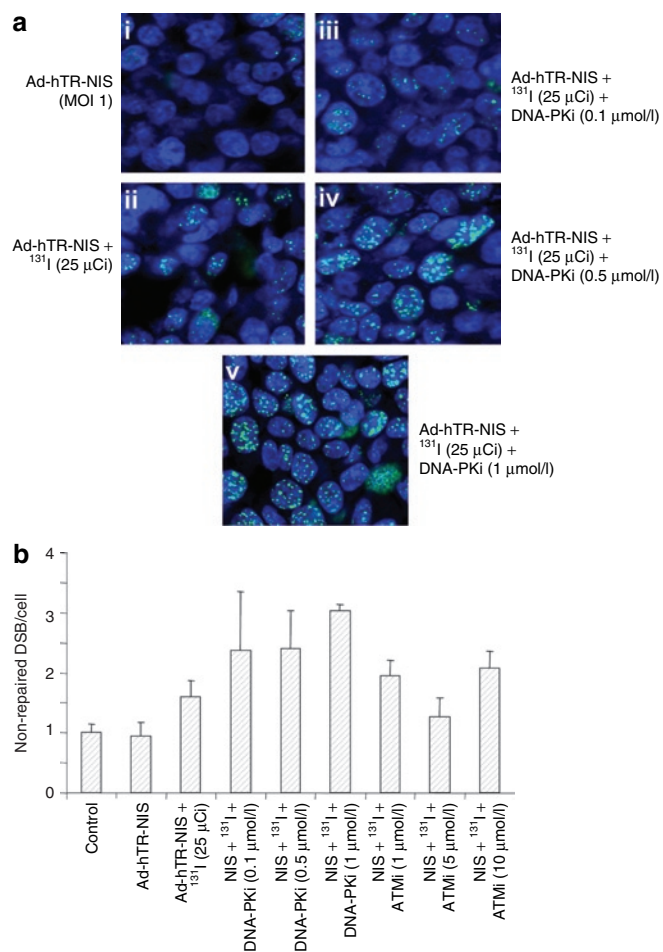 a
i
Ad-hTR-NIS
(MOI 1)
iii
Ad-hTR-NIS +
¹³¹I (25 μCi) +
DNA-PKi (0.1 μmol/l)
ii
Ad-hTR-NIS +
¹³¹I (25 μCi)
iv
Ad-hTR-NIS +
¹³¹I (25 μCi) +
DNA-PKi (0.5 μmol/l)
v
Ad-hTR-NIS +
¹³¹I (25 μCi) +
DNA-PKi (1 μmol/l)
b
Non-repaired DSB/cell
4
3
2
1
0
Control
Ad-hTR-NIS
Ad-hTR-NIS +
¹³¹I (25 μCi)
NIS + ¹³¹I +
DNA-PKi (0.1 μmol/l)
NIS + ¹³¹I +
DNA-PKi (0.5 μmol/l)
NIS + ¹³¹I +
DNA-PKi (1 μmol/l)
NIS + ¹³¹I +
ATMi (1 μmol/l)
NIS + ¹³¹I +
ATMi (5 μmol/l)
NIS + ¹³¹I +
ATMi (10 μmol/l)